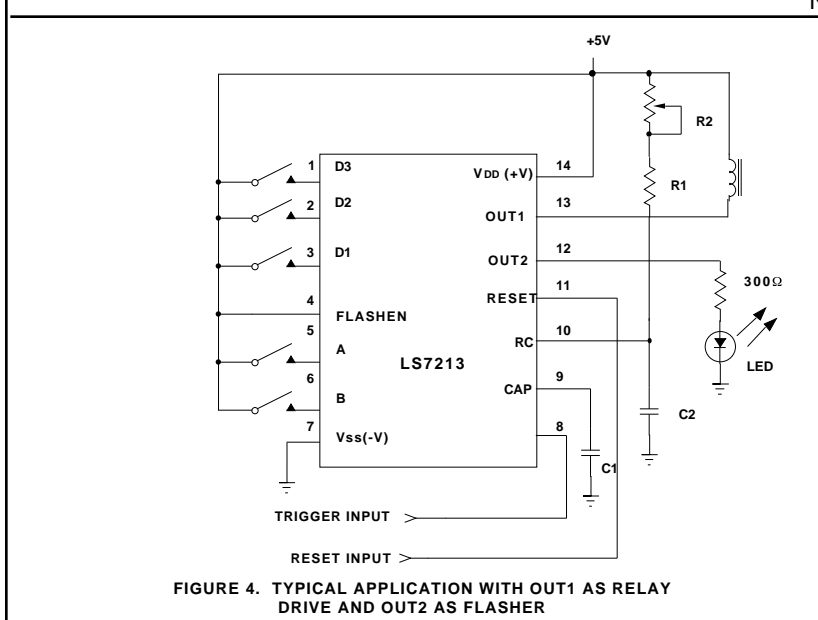 +5V
R2
1 D3
VDD (+V) 14
R1
2 D2
OUT1 13
3 D1
OUT2 12
300Ω
RESET 11
4 FLASHEN
RC 10
5 A
LS7213
LED
6 B
CAP 9
C2
7 Vss(-V)
8
C1
TRIGGER INPUT
RESET INPUT
FIGURE 4. TYPICAL APPLICATION WITH OUT1 AS RELAY
DRIVE AND OUT2 AS FLASHER